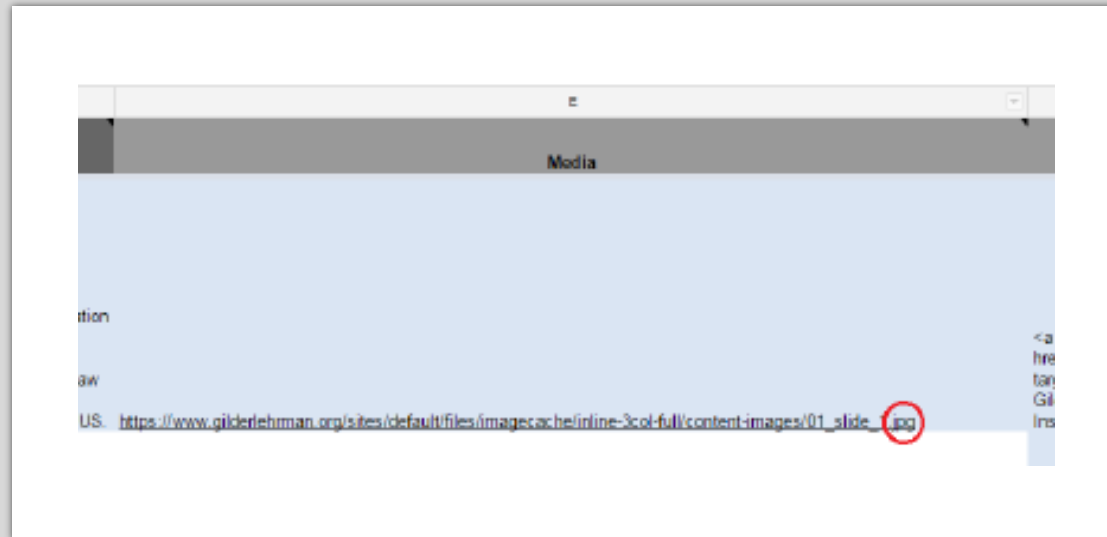 E
Media
ution
aw
US. https://www.gilderlehrman.org/sites/default/files/imagecache/inline-3col-full/content-images/01_slide_1.jpg
<a
hre
tar
Gil
Ins